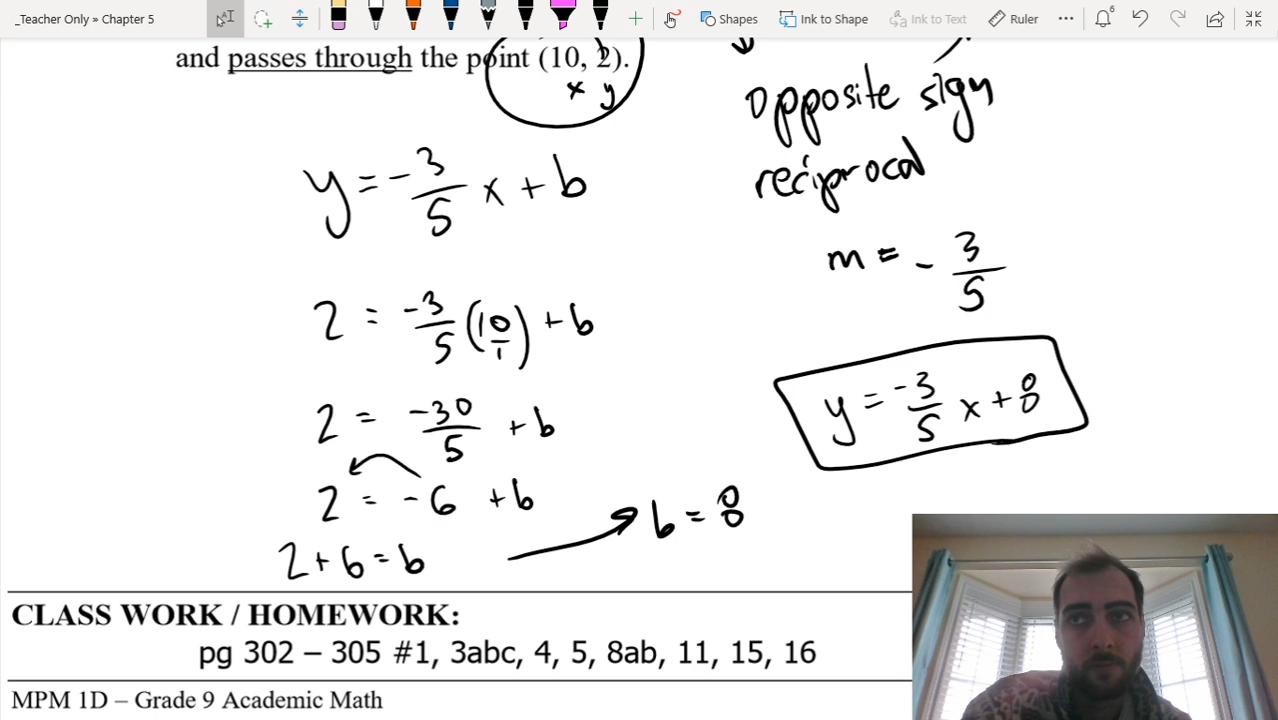 _Teacher Only » Chapter 5
Shapes
Ink to Shape
Ink to Text
Ruler
6
and passes through the point (10, 2).
x y
opposite sign
reciprocal
y = -3/5 x + b
m = -3/5
2 = -3/5 (10/1) + b
y = -3/5 x + 8
2 = -30/5 + b
2 = -6 + b
b = 8
2 + 6 = b
CLASS WORK / HOMEWORK:
pg 302 – 305 #1, 3abc, 4, 5, 8ab, 11, 15, 16
MPM 1D – Grade 9 Academic Math